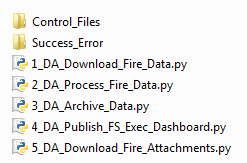 Control_Files
Success_Error
1_DA_Download_Fire_Data.py
2_DA_Process_Fire_Data.py
3_DA_Archive_Data.py
4_DA_Publish_FS_Exec_Dashboard.py
5_DA_Download_Fire_Attachments.py